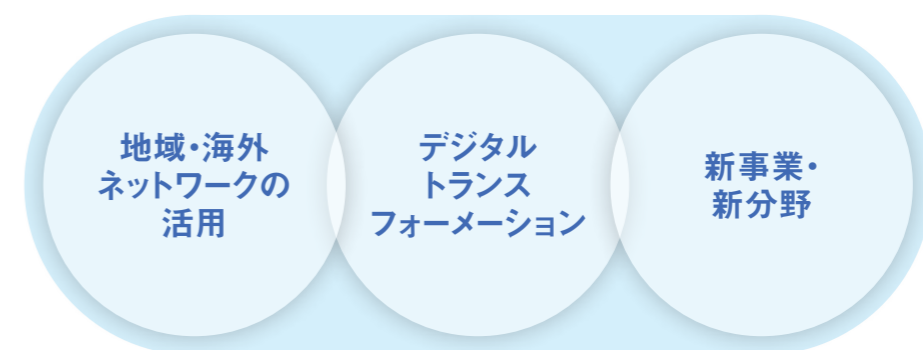 地域・海外
ネットワークの
活用
デジタル
トランス
フォーメーション
新事業・
新分野